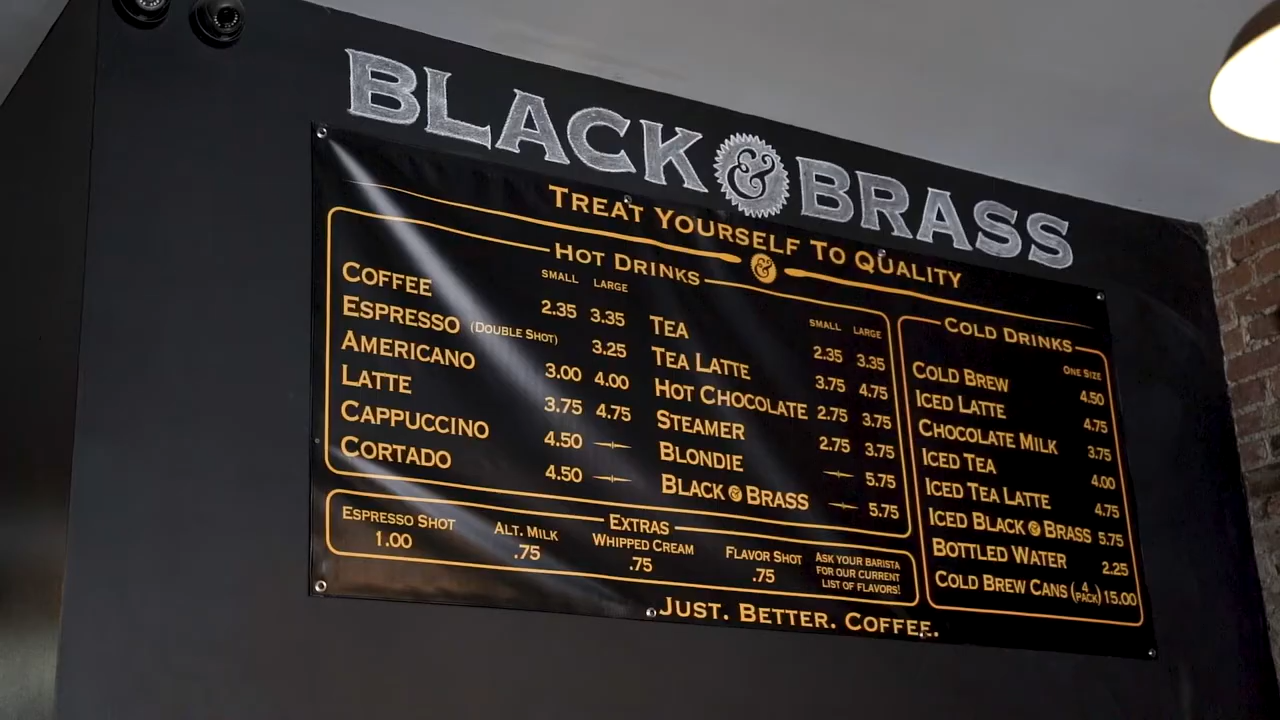 BLACK & BRASS
TREAT YOURSELF TO QUALITY
&
HOT DRINKS
SMALL LARGE
COFFEE 2.35 3.35
ESPRESSO (DOUBLE SHOT) 3.25
AMERICANO 3.00 4.00
LATTE 3.75 4.75
CAPPUCCINO 4.50
CORTADO 4.50
SMALL LARGE
TEA 2.35 3.35
TEA LATTE 3.75 4.75
HOT CHOCOLATE 2.75 3.75
STEAMER 2.75 3.75
BLONDIE 5.75
BLACK & BRASS 5.75
COLD DRINKS
ONE SIZE
COLD BREW 4.50
ICED LATTE 4.75
CHOCOLATE MILK 3.75
ICED TEA 4.00
ICED TEA LATTE 4.75
ICED BLACK & BRASS 5.75
BOTTLED WATER 2.25
COLD BREW CANS (4 PACK) 15.00
EXTRAS
ESPRESSO SHOT
1.00
ALT. MILK
.75
WHIPPED CREAM
.75
FLAVOR SHOT
.75
ASK YOUR BARISTA
FOR OUR CURRENT
LIST OF FLAVORS!
JUST. BETTER. COFFEE.